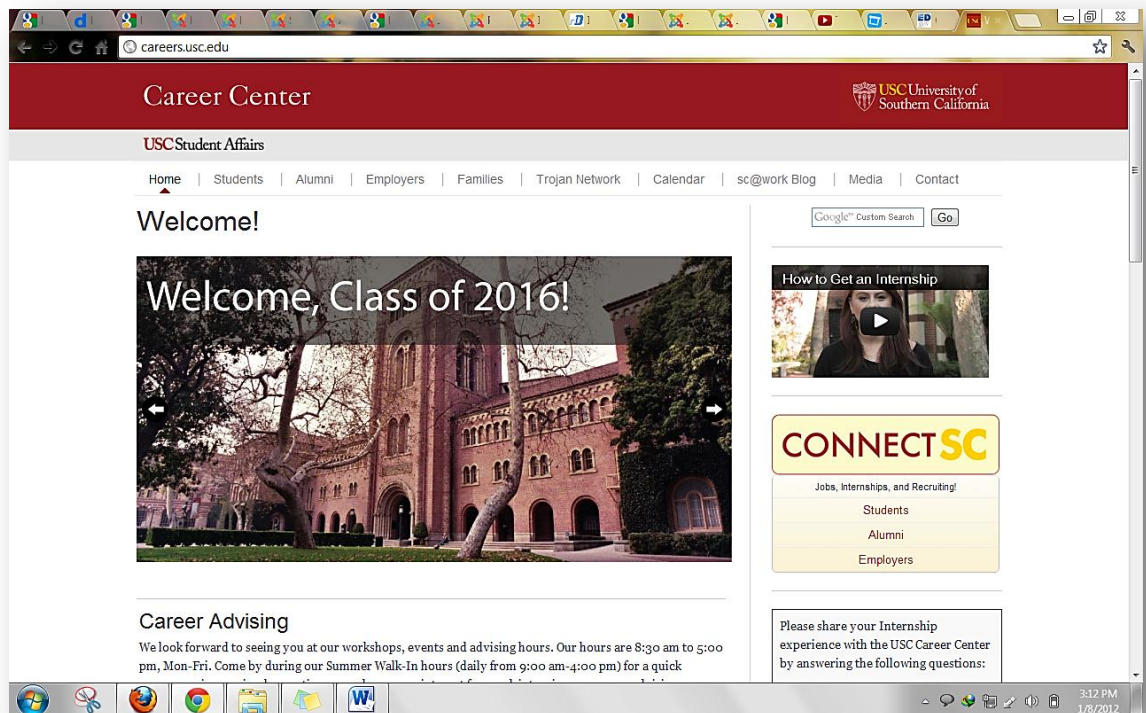 careers.usc.edu
Career Center
USC University of
Southern California
USC Student Affairs
Home | Students | Alumni | Employers | Families | Trojan Network | Calendar | sc@work Blog | Media | Contact
Welcome!
Google™ Custom Search Go
Welcome, Class of 2016!
How to Get an Internship
CONNECTSC
Jobs, Internships, and Recruiting!
Students
Alumni
Employers
Career Advising
We look forward to seeing you at our workshops, events and advising hours. Our hours are 8:30 am to 5:00
pm, Mon-Fri. Come by during our Summer Walk-In hours (daily from 9:00 am-4:00 pm) for a quick
Please share your Internship
experience with the USC Career Center
by answering the following questions:
3:12 PM
1/8/2012